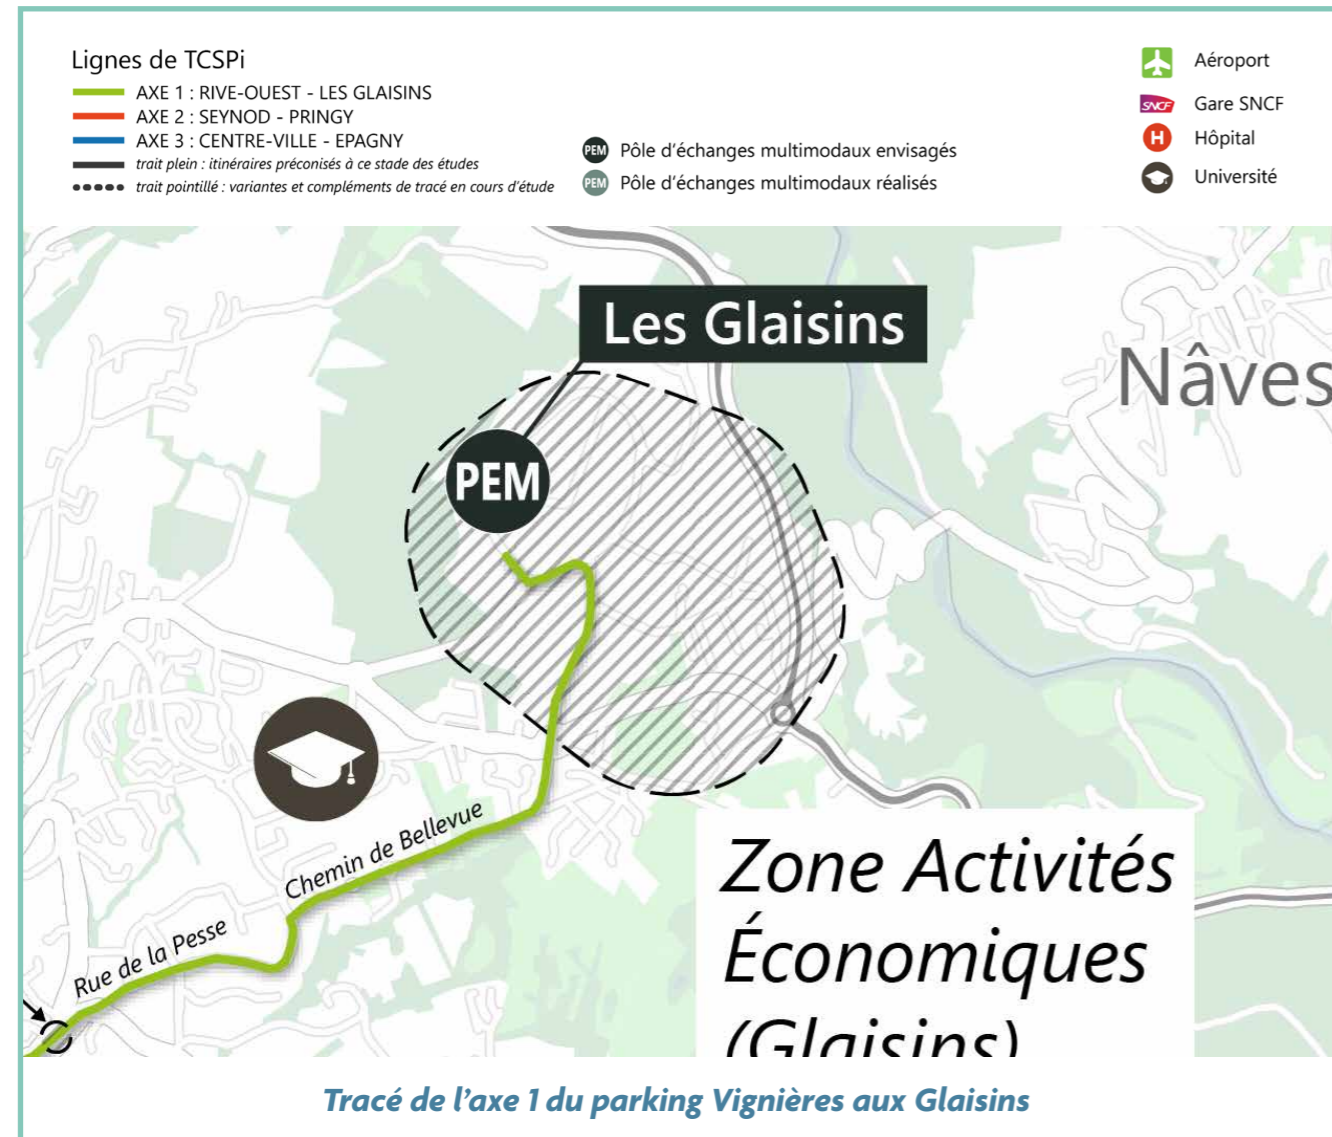 Lignes de TCSPi
AXE 1 : RIVE-OUEST - LES GLAISINS
AXE 2 : SEYNOD - PRINGY
AXE 3 : CENTRE-VILLE - EPAGNY
trait plein : itinéraires préconisés à ce stade des études
trait pointillé : variantes et compléments de tracé en cours d'étude
PEM Pôle d'échanges multimodaux envisagés
PEM Pôle d'échanges multimodaux réalisés
Aéroport
SNCF Gare SNCF
H Hôpital
Université
Les Glaisins
Nâves
PEM
Chemin de Bellevue
Rue de la Pesse
Zone Activités
Économiques
(Glaisins)
Tracé de l'axe 1 du parking Vignières aux Glaisins